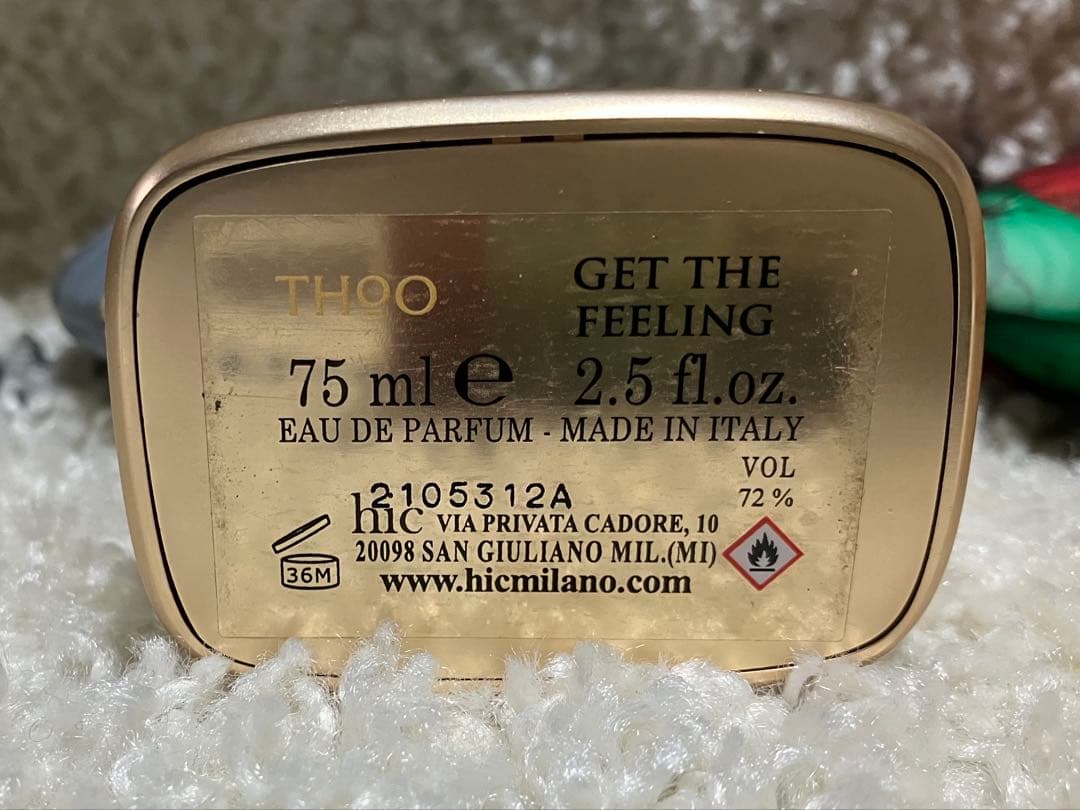 THoO
GET THE
FEELING
75 ml e 2.5 fl.oz.
EAU DE PARFUM - MADE IN ITALY
VOL
72 %
2105312A
hic VIA PRIVATA CADORE, 10
20098 SAN GIULIANO MIL.(MI)
www.hicmilano.com
36M